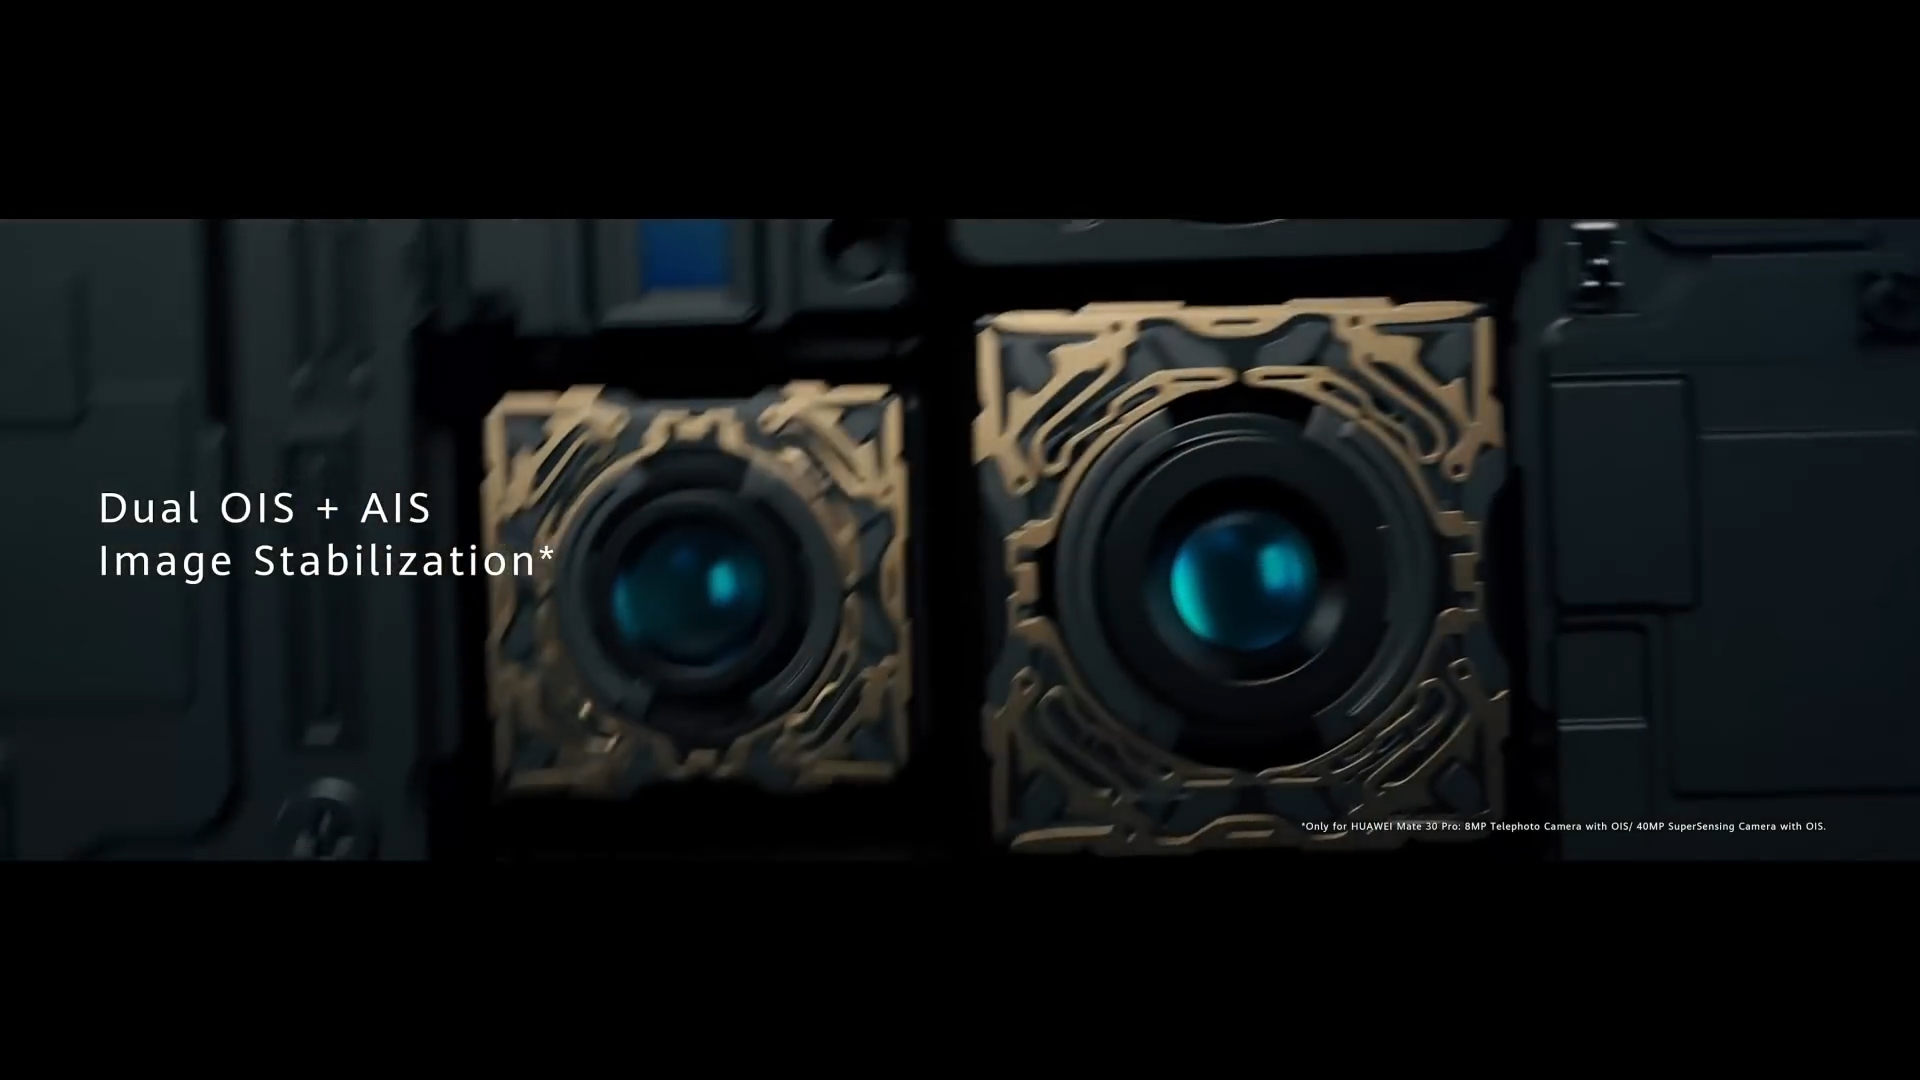 Dual OIS + AIS
Image Stabilization*
*Only for HUAWEI Mate 30 Pro: 8MP Telephoto Camera with OIS/ 40MP SuperSensing Camera with OIS.